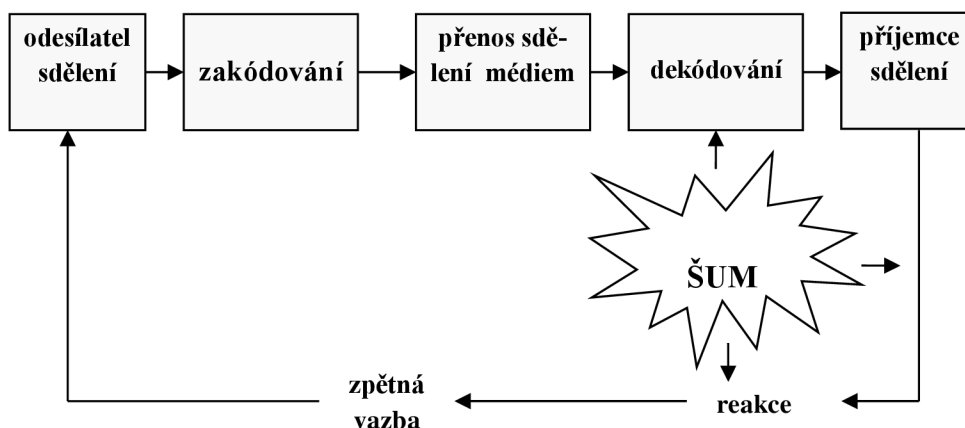 odesílatel
sdělení
zakódování
přenos sdě-
lení médiem
dekódování
příjemce
sdělení
ŠUM
zpětná
vazba
reakce